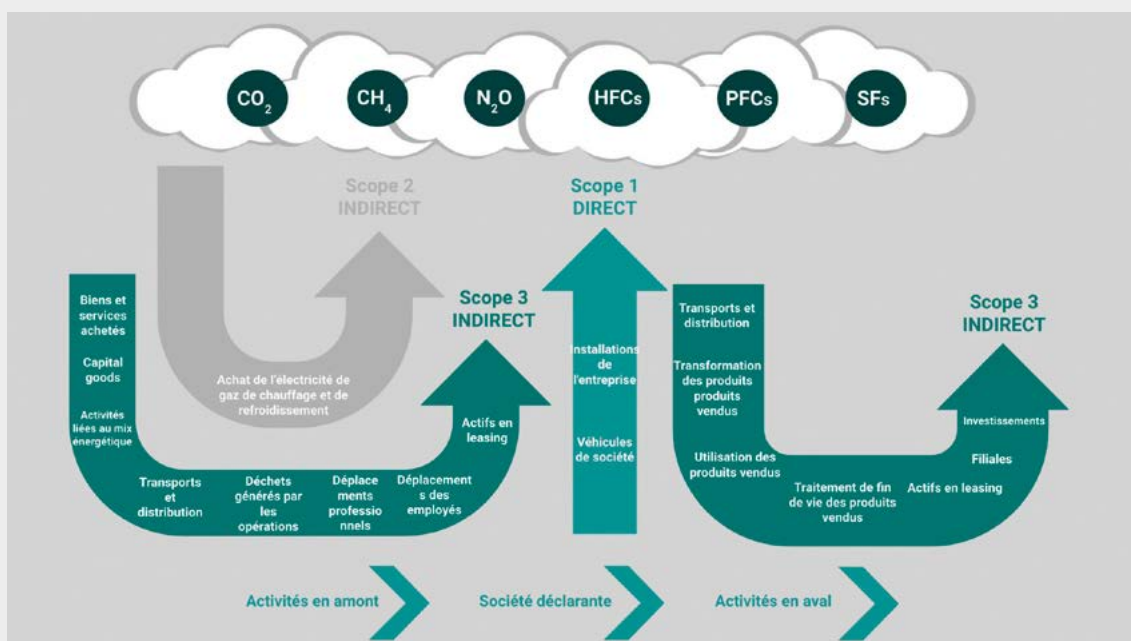 CO₂
CH₄
N₂O
HFCs
PFCs
SFs
Scope 2
INDIRECT
Scope 1
DIRECT
Scope 3
INDIRECT
Scope 3
INDIRECT
Biens et
services
achetés
Capital
goods
Activités
liées au mix
énergétique
Transports
et
distribution
Déchets
générés par
les
opérations
Déplace
ments
professio
nnels
Déplacement
s des
employés
Actifs en
leasing
Achat de l'électricité de
gaz de chauffage et de
refroidissement
Installations
de
l'entreprise
Véhicules
de société
Transports et
distribution
Transformation
des produits
produits
vendus
Utilisation des
produits vendus
Traitement de fin
de vie des produits
vendus
Actifs en leasing
Filiales
Investissements
Activités en amont
Société déclarante
Activités en aval